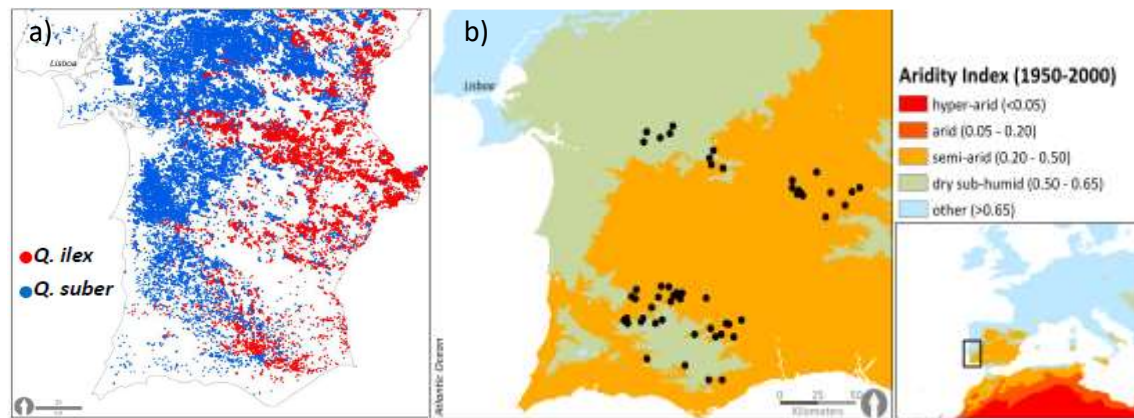 a)
Lisboa
Q. ilex
Q. suber
b)
Lisboa
Atlantic Ocean
0 25 50
Kilometers
Aridity Index (1950-2000)
hyper-arid (<0.05)
arid (0.05 - 0.20)
semi-arid (0.20 - 0.50)
dry sub-humid (0.50 - 0.65)
other (>0.65)